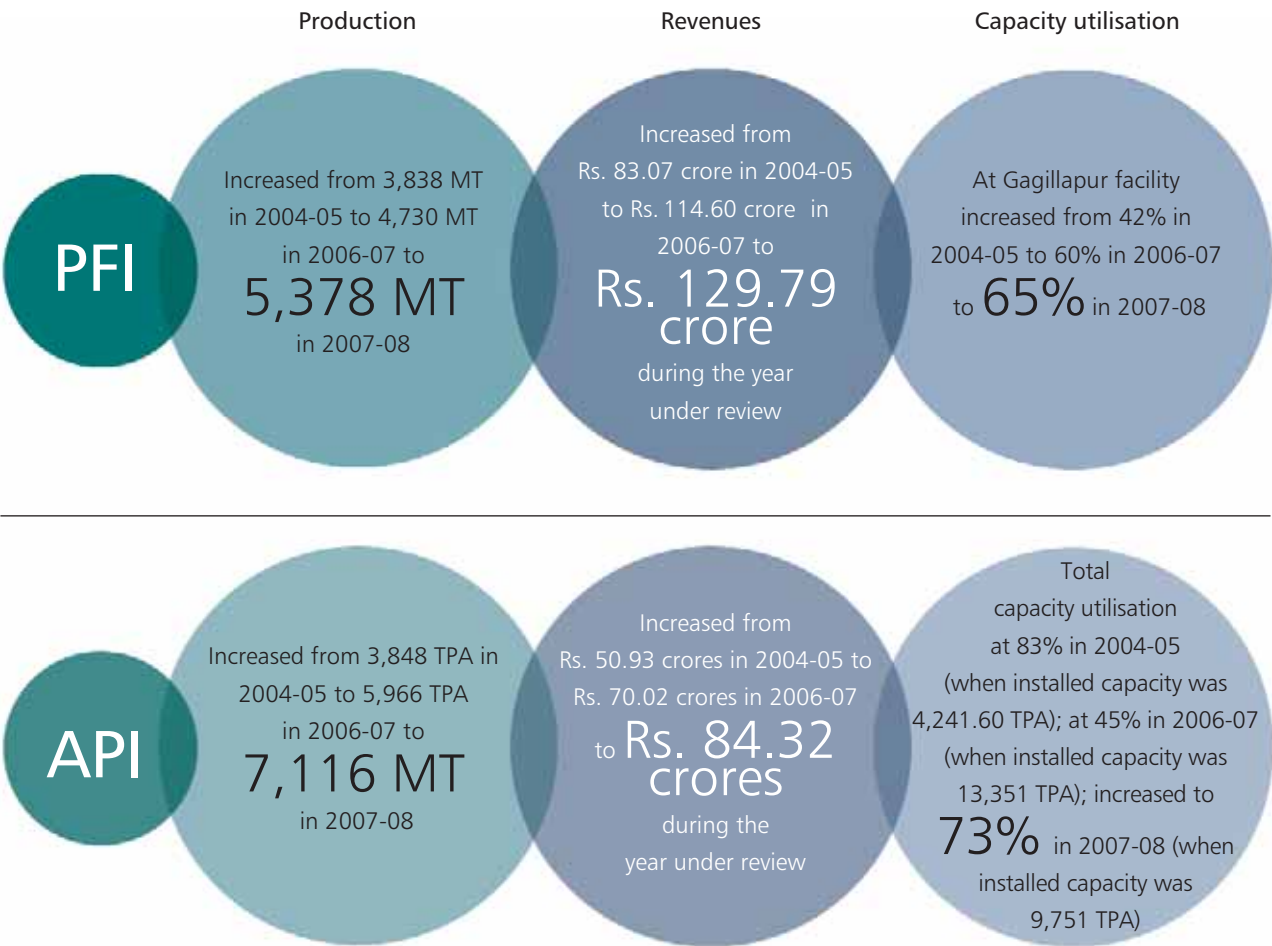 Production
Revenues
Capacity utilisation
PFI
Increased from 3,838 MT
in 2004-05 to 4,730 MT
in 2006-07 to
5,378 MT
in 2007-08
Increased from
Rs. 83.07 crore in 2004-05
to Rs. 114.60 crore in
2006-07 to
Rs. 129.79
crore
during the year
under review
At Gagillapur facility
increased from 42% in
2004-05 to 60% in 2006-07
to 65% in 2007-08
API
Increased from 3,848 TPA in
2004-05 to 5,966 TPA
in 2006-07 to
7,116 MT
in 2007-08
Increased from
Rs. 50.93 crores in 2004-05 to
Rs. 70.02 crores in 2006-07
to Rs. 84.32
crores
during the
year under review
Total
capacity utilisation
at 83% in 2004-05
(when installed capacity was
4,241.60 TPA); at 45% in 2006-07
(when installed capacity was
13,351 TPA); increased to
73% in 2007-08 (when
installed capacity was
9,751 TPA)